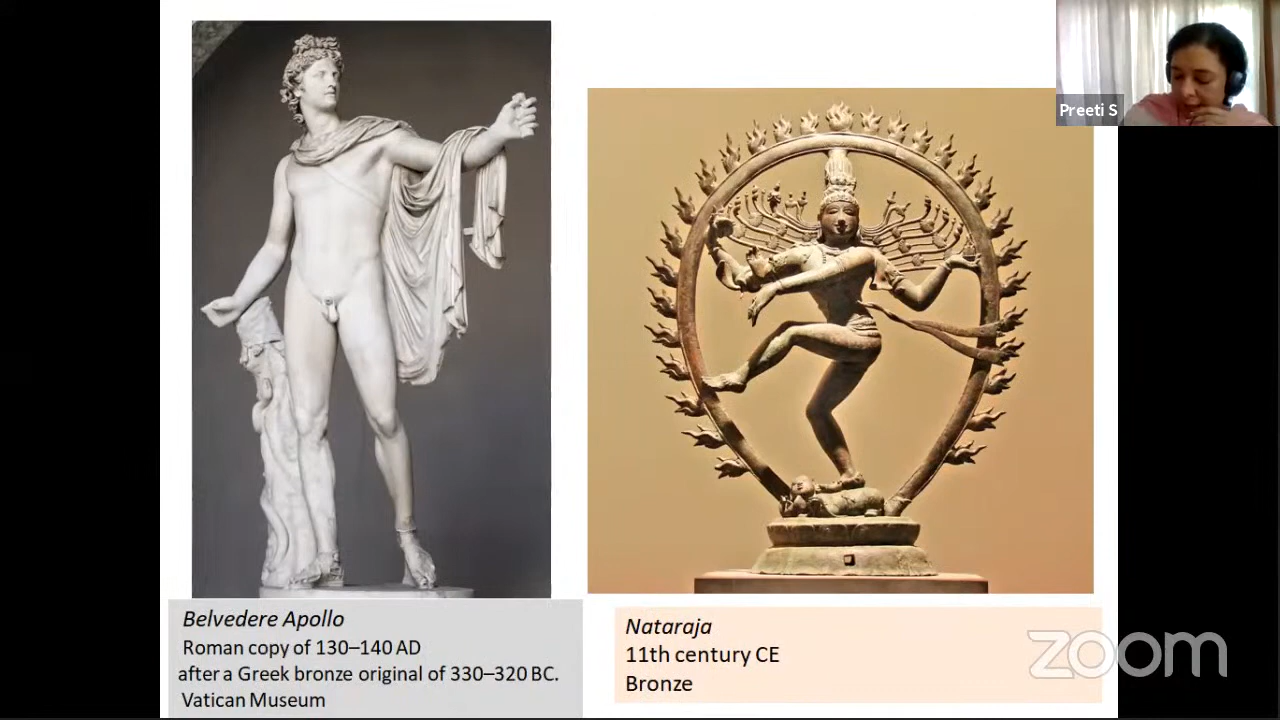 Preeti S
Belvedere Apollo
Roman copy of 130–140 AD
after a Greek bronze original of 330–320 BC.
Vatican Museum
Nataraja
11th century CE
Bronze
zoom